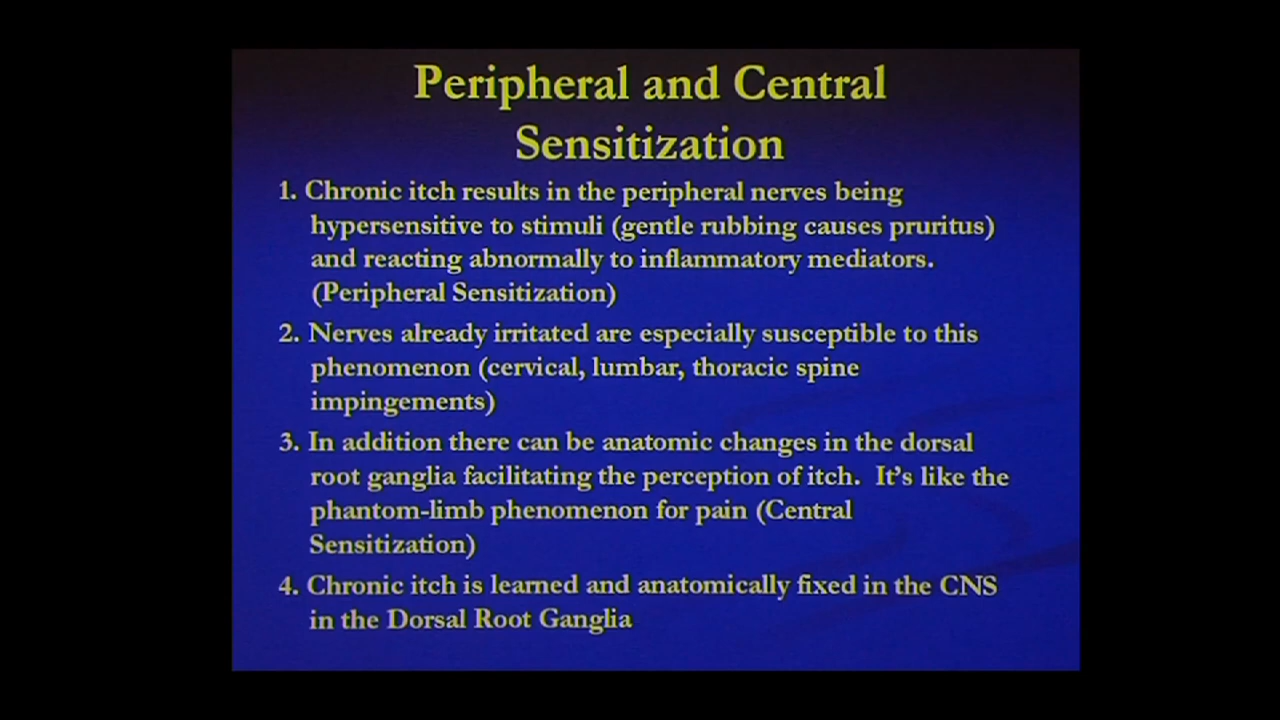 Peripheral and Central
Sensitization
1. Chronic itch results in the peripheral nerves being
hypersensitive to stimuli (gentle rubbing causes pruritus)
and reacting abnormally to inflammatory mediators.
(Peripheral Sensitization)
2. Nerves already irritated are especially susceptible to this
phenomenon (cervical, lumbar, thoracic spine
impingements)
3. In addition there can be anatomic changes in the dorsal
root ganglia facilitating the perception of itch.  It's like the
phantom-limb phenomenon for pain (Central
Sensitization)
4. Chronic itch is learned and anatomically fixed in the CNS
in the Dorsal Root Ganglia